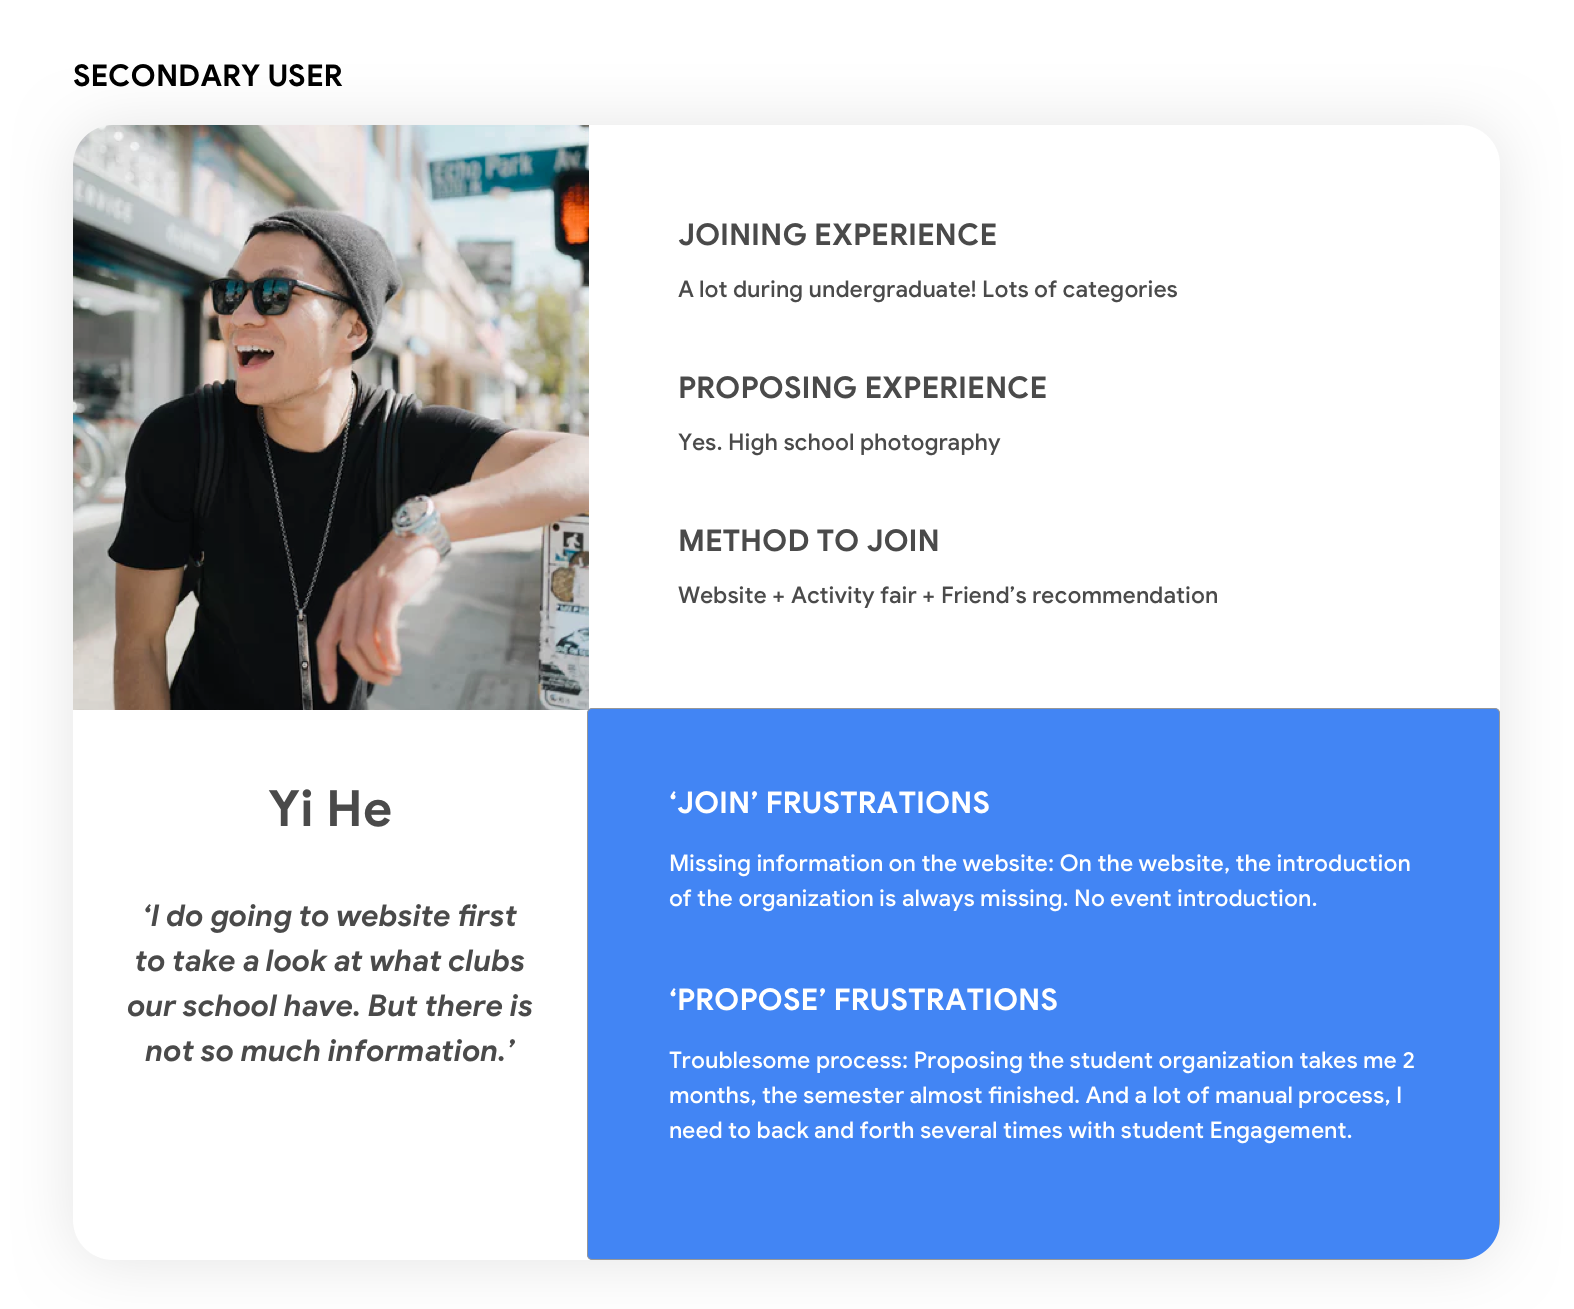 SECONDARY USER
Echo Park Av
JOINING EXPERIENCE
A lot during undergraduate! Lots of categories
PROPOSING EXPERIENCE
Yes. High school photography
METHOD TO JOIN
Website + Activity fair + Friend’s recommendation
Yi He
‘I do going to website first
to take a look at what clubs
our school have. But there is
not so much information.’
‘JOIN’ FRUSTRATIONS
Missing information on the website: On the website, the introduction
of the organization is always missing. No event introduction.
‘PROPOSE’ FRUSTRATIONS
Troublesome process: Proposing the student organization takes me 2
months, the semester almost finished. And a lot of manual process, I
need to back and forth several times with student Engagement.